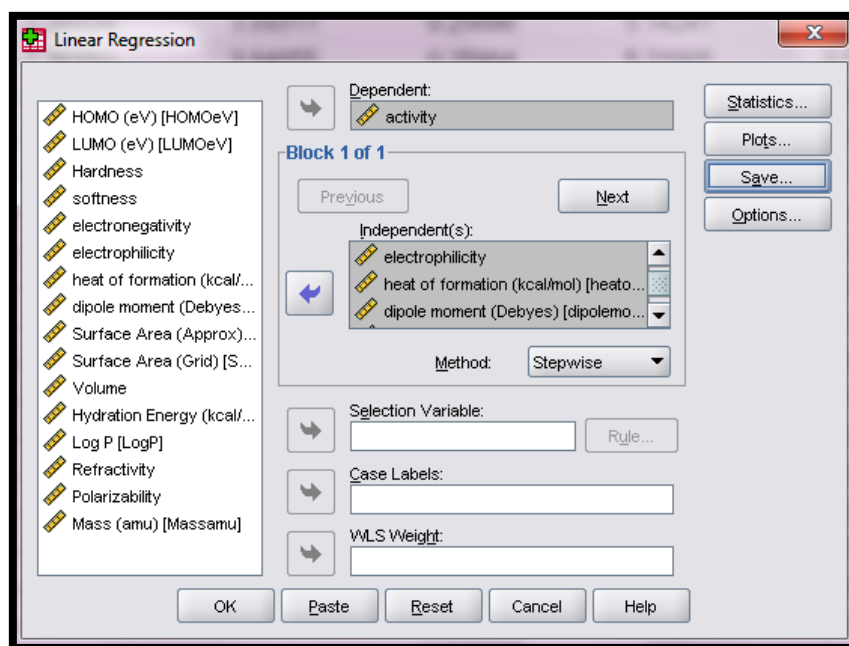 Linear Regression
HOMO (eV) [HOMOeV]
LUMO (eV) [LUMOeV]
Hardness
softness
electronegativity
electrophilicity
heat of formation (kcal/...
dipole moment (Debyes...
Surface Area (Approx)...
Surface Area (Grid) [S...
Volume
Hydration Energy (kcal/...
Log P [LogP]
Refractivity
Polarizability
Mass (amu) [Massamu]
Dependent:
activity
Block 1 of 1
Previous
Next
Independent(s):
electrophilicity
heat of formation (kcal/mol) [heato...
dipole moment (Debyes) [dipolemo...
Method:
Stepwise
Selection Variable:
Rule...
Case Labels:
WLS Weight:
Statistics...
Plots...
Save...
Options...
OK
Paste
Reset
Cancel
Help